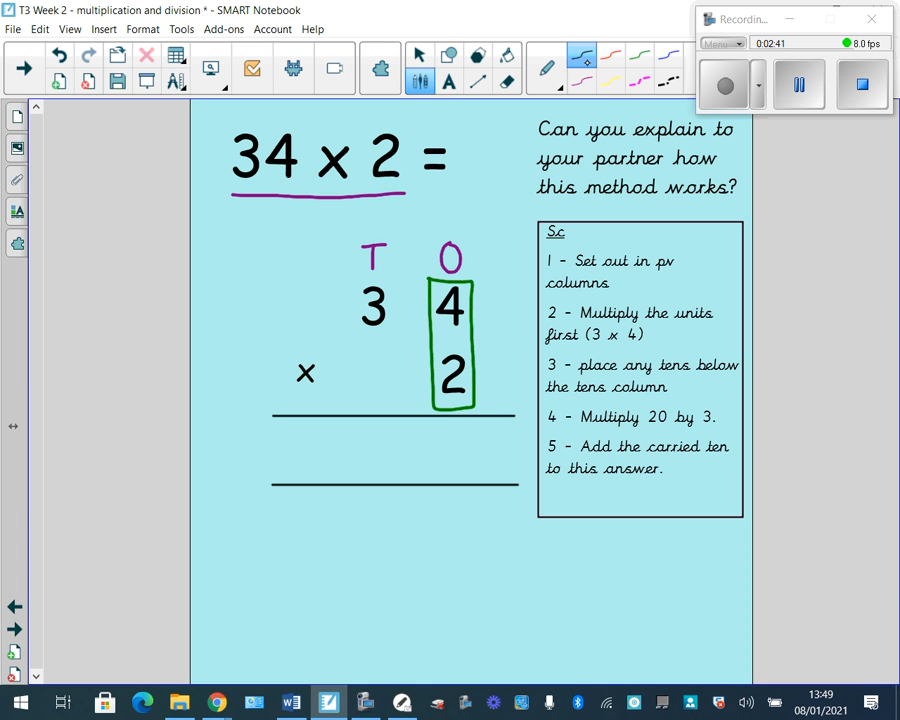 T3 Week 2 - multiplication and division * - SMART Notebook
File Edit View Insert Format Tools Add-ons Account Help
Recordin...
Menu 0:02:41 8.0 fps
34 x 2 =
Can you explain to
your partner how
this method works?
T O
3 4
x 2
Sc
1 - Set out in pv
columns
2 - Multiply the units
first (3 x 4)
3 - place any tens below
the tens column
4 - Multiply 20 by 3.
5 - Add the carried ten
to this answer.
13:49
08/01/2021